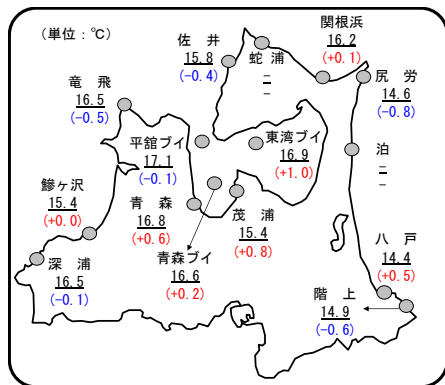 (単位：℃)
関根浜
16.2
(+0.1)
佐井
15.8
(-0.4)
蛇浦
－
－
尻労
14.6
(-0.8)
竜飛
16.5
(-0.5)
平舘ブイ
17.1
(-0.1)
東湾ブイ
16.9
(+1.0)
泊
－
－
鰺ヶ沢
15.4
(+0.0)
青森
16.8
(+0.6)
茂浦
15.4
(+0.8)
深浦
16.5
(-0.1)
青森ブイ
16.6
(+0.2)
八戸
14.4
(+0.5)
階上
14.9
(-0.6)